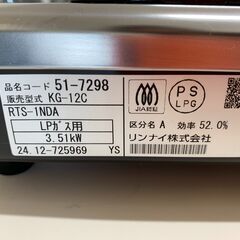 品名コード 51-7298
販売型式 KG-12C
RTS-1NDA
LPガス用
3.51kW
24.12-725969 YS
JIA認証
PS
LPG
区分名 A 効率 52.0%
リンナイ株式会社